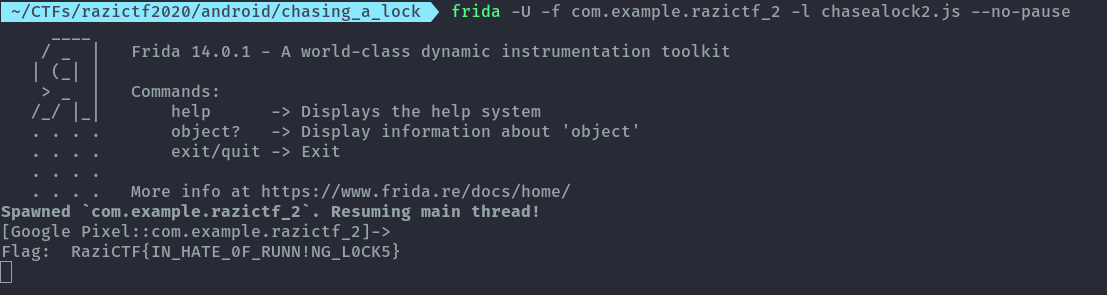 ~/CTFs/razictf2020/android/chasing_a_lock frida -U -f com.example.razictf_2 -l chasealock2.js --no-pause
     ____
    / _  |   Frida 14.0.1 - A world-class dynamic instrumentation toolkit
   | (_| |
    > _  |   Commands:
   /_/ |_|       help      -> Displays the help system
   . . . .       object?   -> Display information about 'object'
   . . . .       exit/quit -> Exit
   . . . .
   . . . .   More info at https://www.frida.re/docs/home/
Spawned `com.example.razictf_2`. Resuming main thread!
[Google Pixel::com.example.razictf_2]->
Flag:  RaziCTF{IN_HATE_0F_RUNN!NG_L0CK5}